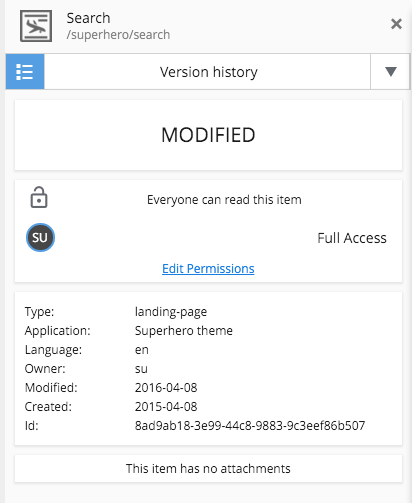 Search
/superhero/search
Version history
MODIFIED
Everyone can read this item
SU Full Access
Edit Permissions
Type: landing-page
Application: Superhero theme
Language: en
Owner: su
Modified: 2016-04-08
Created: 2015-04-08
Id: 8ad9ab18-3e99-44c8-9883-9c3eef86b507
This item has no attachments